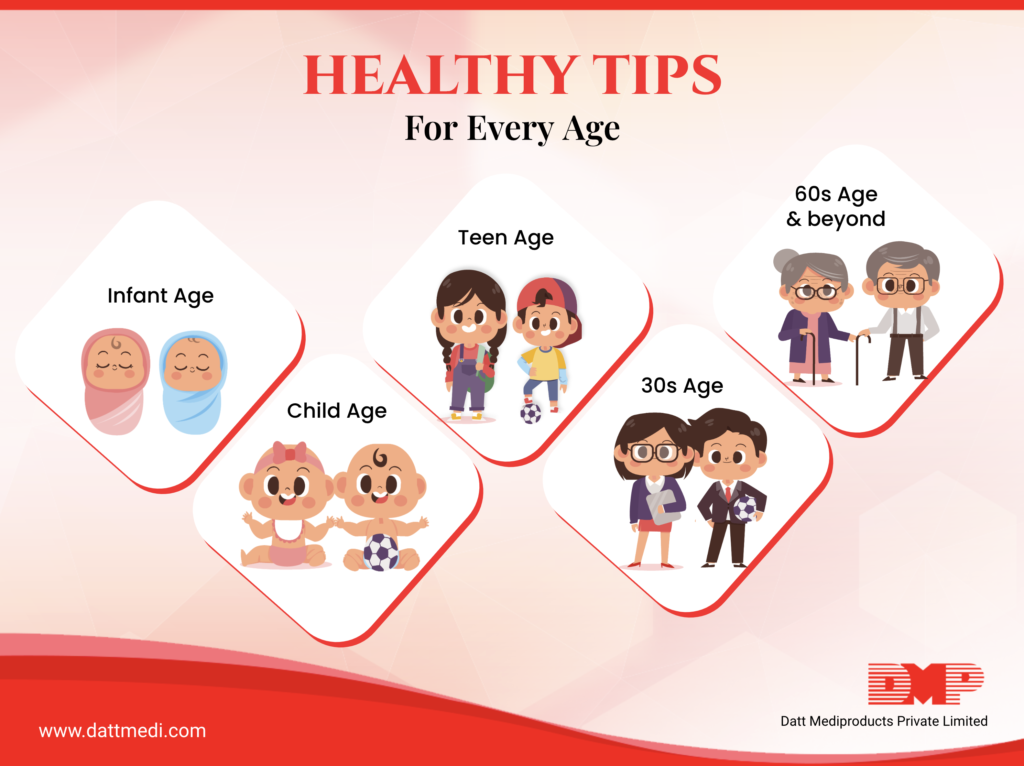 HEALTHY TIPS
For Every Age
Infant Age
Child Age
Teen Age
30s Age
60s Age
& beyond
www.dattmedi.com
DMP
Datt Mediproducts Private Limited